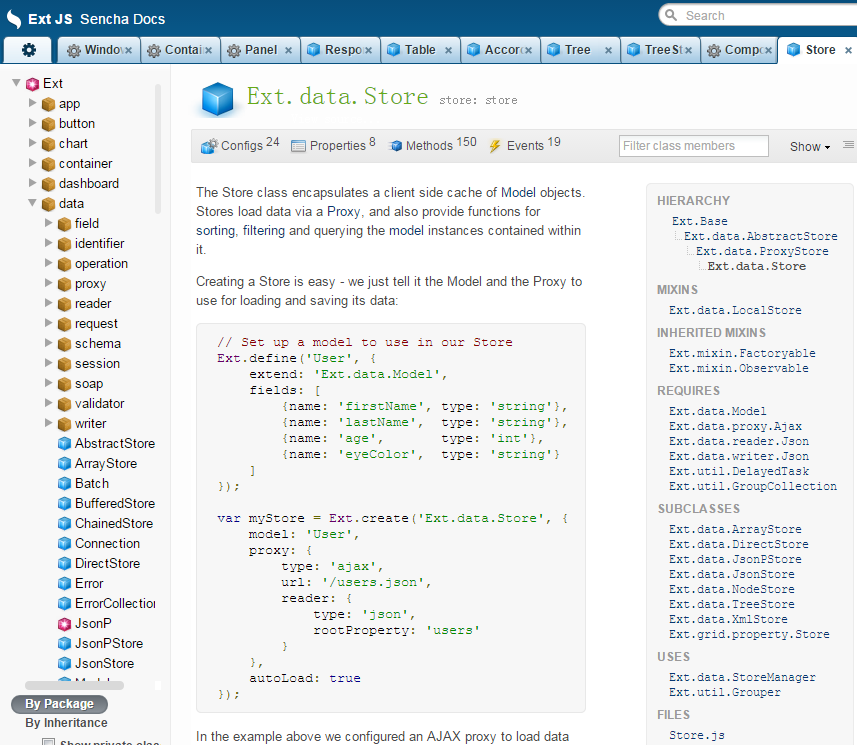 Ext JS Sencha Docs
Search
Windo Contai Panel Respo Table Accor Tree TreeSt Comp Store
Ext
app
button
chart
container
dashboard
data
field
identifier
operation
proxy
reader
request
schema
session
soap
validator
writer
AbstractStore
ArrayStore
Batch
BufferedStore
ChainedStore
Connection
DirectStore
Error
ErrorCollection
JsonP
JsonPStore
JsonStore
By Package
By Inheritance
Show private
Ext.data.Store store: store
Configs 24 Properties 8 Methods 150 Events 19
Filter class members
Show
The Store class encapsulates a client side cache of Model objects.
Stores load data via a Proxy, and also provide functions for
sorting, filtering and querying the model instances contained within
it.
Creating a Store is easy - we just tell it the Model and the Proxy to
use for loading and saving its data:
// Set up a model to use in our Store
Ext.define('User', {
    extend: 'Ext.data.Model',
    fields: [
        {name: 'firstName', type: 'string'},
        {name: 'lastName',  type: 'string'},
        {name: 'age',       type: 'int'},
        {name: 'eyeColor',  type: 'string'}
    ]
});
var myStore = Ext.create('Ext.data.Store', {
    model: 'User',
    proxy: {
        type: 'ajax',
        url: '/users.json',
        reader: {
            type: 'json',
            rootProperty: 'users'
        }
    },
    autoLoad: true
});
In the example above we configured an AJAX proxy to load data
HIERARCHY
Ext.Base
Ext.data.AbstractStore
Ext.data.ProxyStore
Ext.data.Store
MIXINS
Ext.data.LocalStore
INHERITED MIXINS
Ext.mixin.Factoryable
Ext.mixin.Observable
REQUIRES
Ext.data.Model
Ext.data.proxy.Ajax
Ext.data.reader.Json
Ext.data.writer.Json
Ext.util.DelayedTask
Ext.util.GroupCollection
SUBCLASSES
Ext.data.ArrayStore
Ext.data.DirectStore
Ext.data.JsonPStore
Ext.data.JsonStore
Ext.data.NodeStore
Ext.data.TreeStore
Ext.data.XmlStore
Ext.grid.property.Store
USES
Ext.data.StoreManager
Ext.util.Grouper
FILES
Store.js